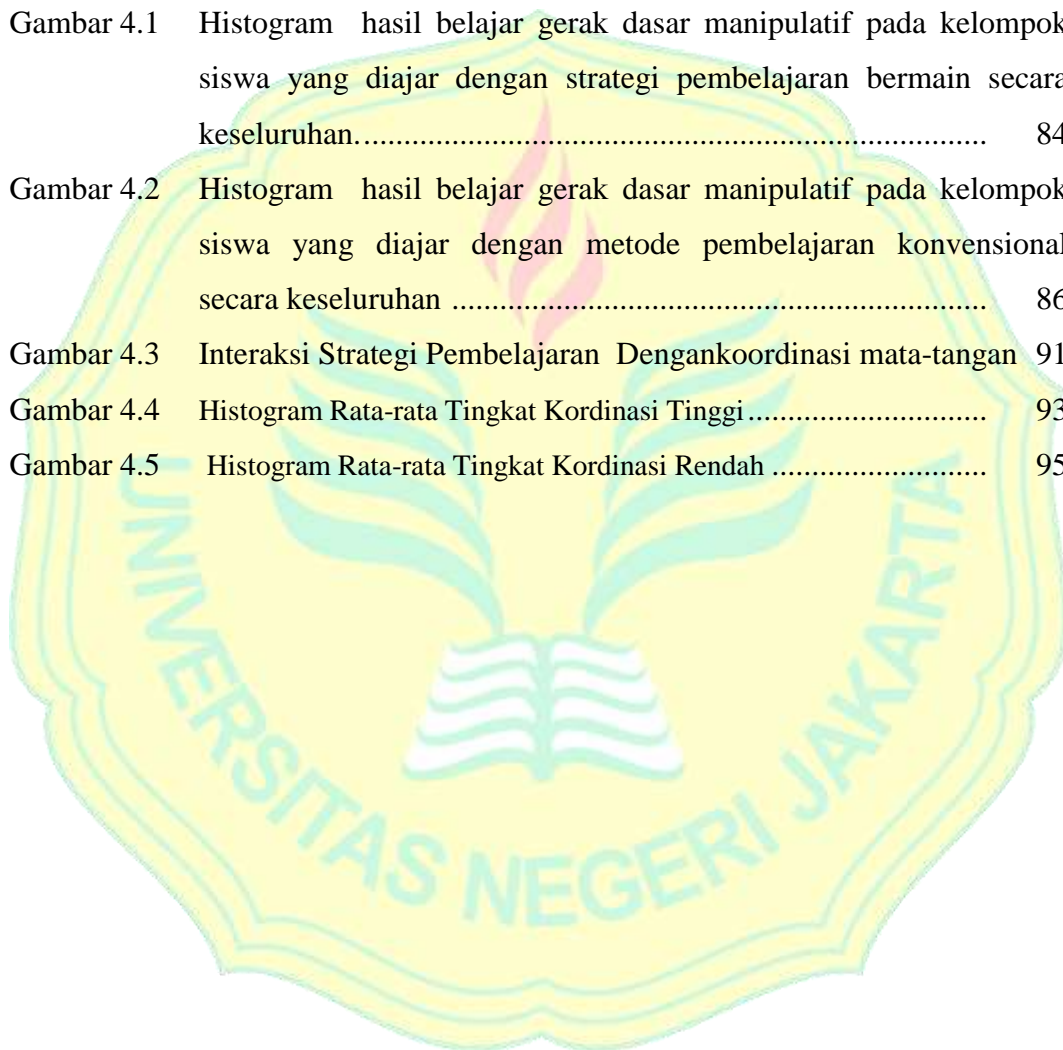 Gambar 4.1 Histogram hasil belajar gerak dasar manipulatif pada kelompok
siswa yang diajar dengan strategi pembelajaran bermain secara
keseluruhan....................................................................... 84
Gambar 4.2 Histogram hasil belajar gerak dasar manipulatif pada kelompok
siswa yang diajar dengan metode pembelajaran konvensional
secara keseluruhan .............................................................. 86
Gambar 4.3 Interaksi Strategi Pembelajaran Dengankoordinasi mata-tangan 91
Gambar 4.4 Histogram Rata-rata Tingkat Kordinasi Tinggi............................ 93
Gambar 4.5 Histogram Rata-rata Tingkat Kordinasi Rendah ......................... 95
UNIVERSITAS NEGERI JAKARTA